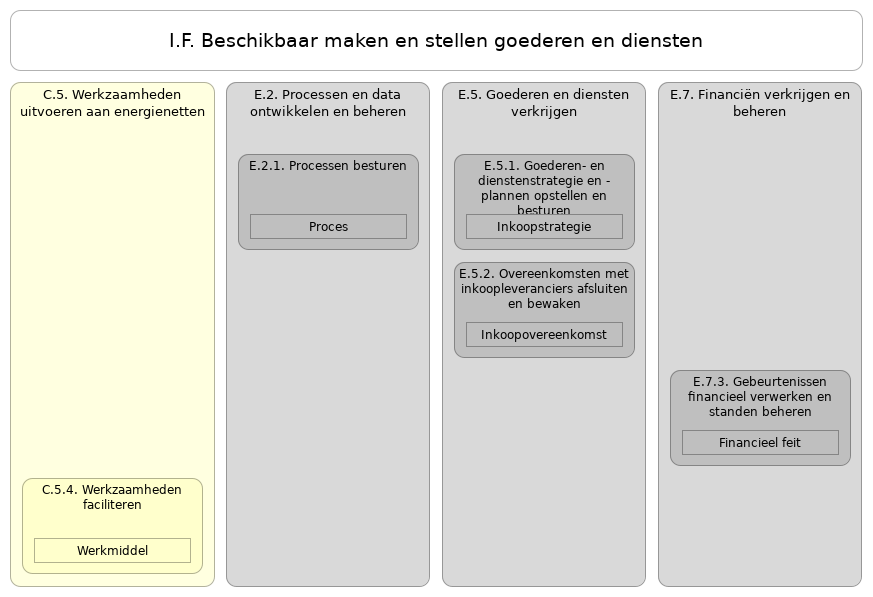 I.F. Beschikbaar maken en stellen goederen en diensten
C.5. Werkzaamheden
uitvoeren aan energienetten
C.5.4. Werkzaamheden
faciliteren
Werkmiddel
E.2. Processen en data
ontwikkelen en beheren
E.2.1. Processen besturen
Proces
E.5. Goederen en diensten
verkrijgen
E.5.1. Goederen- en
dienstenstrategie en -
plannen opstellen en
besturen
Inkoopstrategie
E.5.2. Overeenkomsten met
inkoopleveranciers afsluiten
en bewaken
Inkoopovereenkomst
E.7. Financiën verkrijgen en
beheren
E.7.3. Gebeurtenissen
financieel verwerken en
standen beheren
Financieel feit